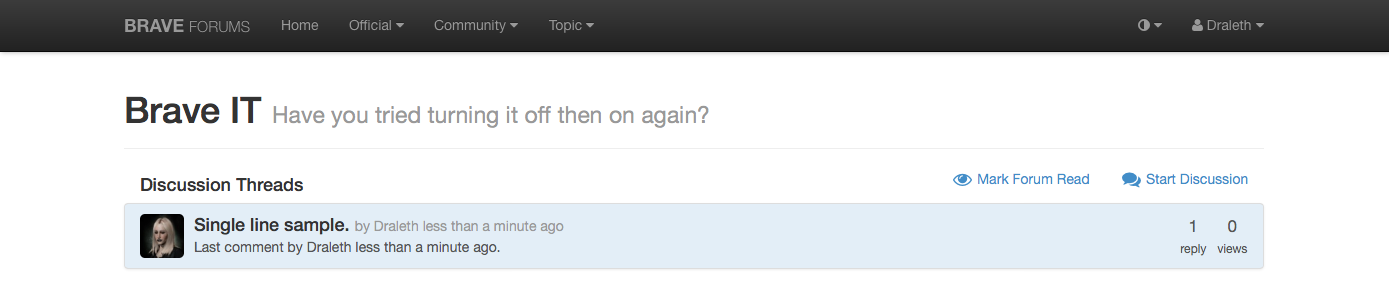 BRAVE FORUMS Home Official Community Topic Draleth
Brave IT Have you tried turning it off then on again?
Discussion Threads Mark Forum Read Start Discussion
Single line sample. by Draleth less than a minute ago 1 0
Last comment by Draleth less than a minute ago. reply views